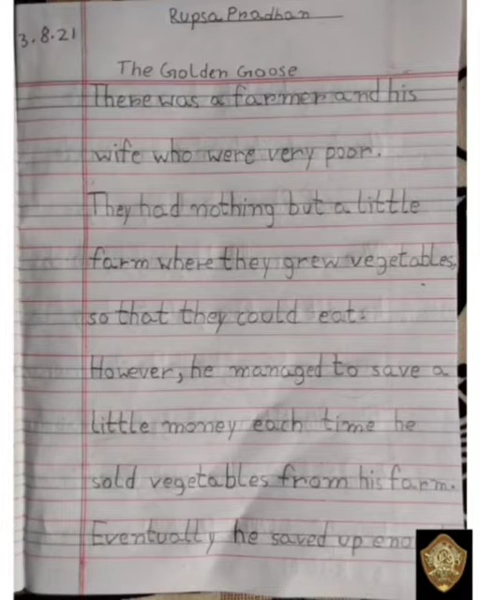 Rupsa Pradhan
3.8.21
The Golden Goose
There was a farmer and his
wife who were very poor.
They had nothing but a little
farm where they grew vegetables,
so that they could eat.
However, he managed to save a
little money each time he
sold vegetables from his farm.
Eventually he saved up